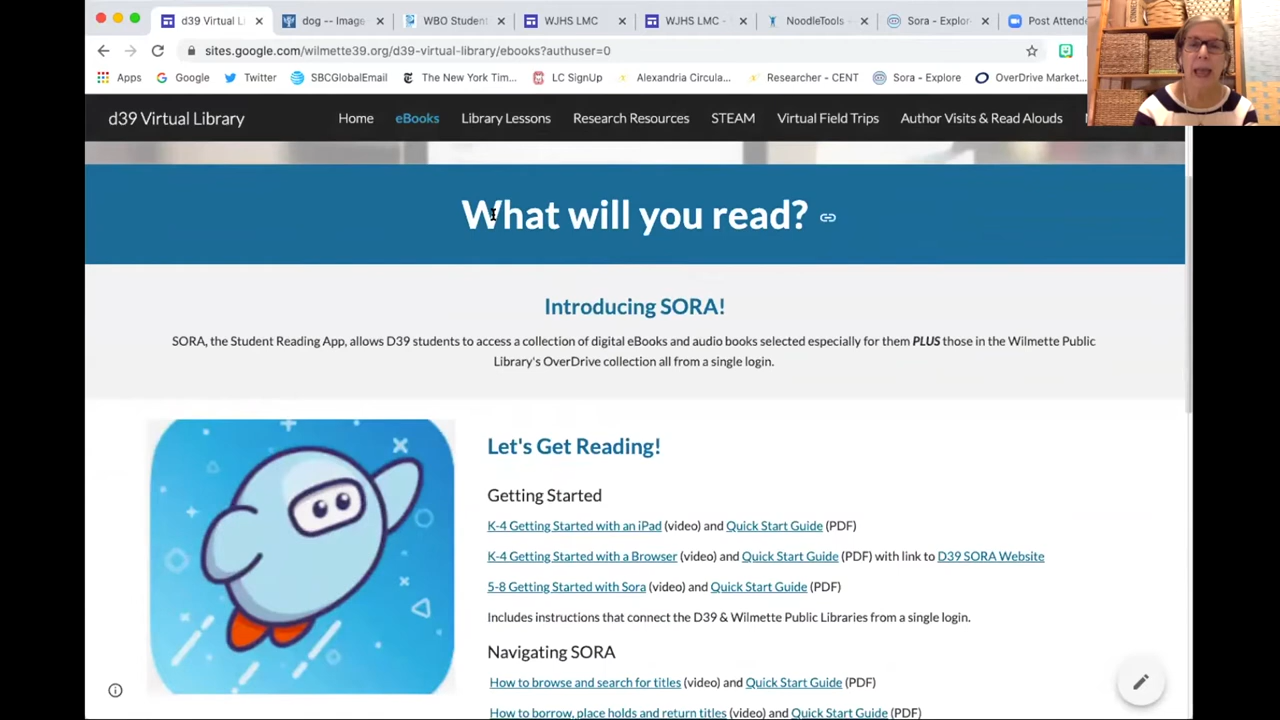 d39 Virtual Li
dog -- Image
WBO Student
WJHS LMC
WJHS LMC -
NoodleTools -
Sora - Explor
Post Attende
sites.google.com/wilmette39.org/d39-virtual-library/ebooks?authuser=0
Apps
Google
Twitter
SBCGlobalEmail
The New York Tim...
LC SignUp
Alexandria Circula...
Researcher - CENT
Sora - Explore
OverDrive Market...
d39 Virtual Library
Home
eBooks
Library Lessons
Research Resources
STEAM
Virtual Field Trips
Author Visits & Read Alouds
What will you read?
Introducing SORA!
SORA, the Student Reading App, allows D39 students to access a collection of digital eBooks and audio books selected especially for them PLUS those in the Wilmette Public
Library's OverDrive collection all from a single login.
Let's Get Reading!
Getting Started
K-4 Getting Started with an iPad (video) and Quick Start Guide (PDF)
K-4 Getting Started with a Browser (video) and Quick Start Guide (PDF) with link to D39 SORA Website
5-8 Getting Started with Sora (video) and Quick Start Guide (PDF)
Includes instructions that connect the D39 & Wilmette Public Libraries from a single login.
Navigating SORA
How to browse and search for titles (video) and Quick Start Guide (PDF)
How to borrow, place holds and return titles (video) and Quick Start Guide (PDF)